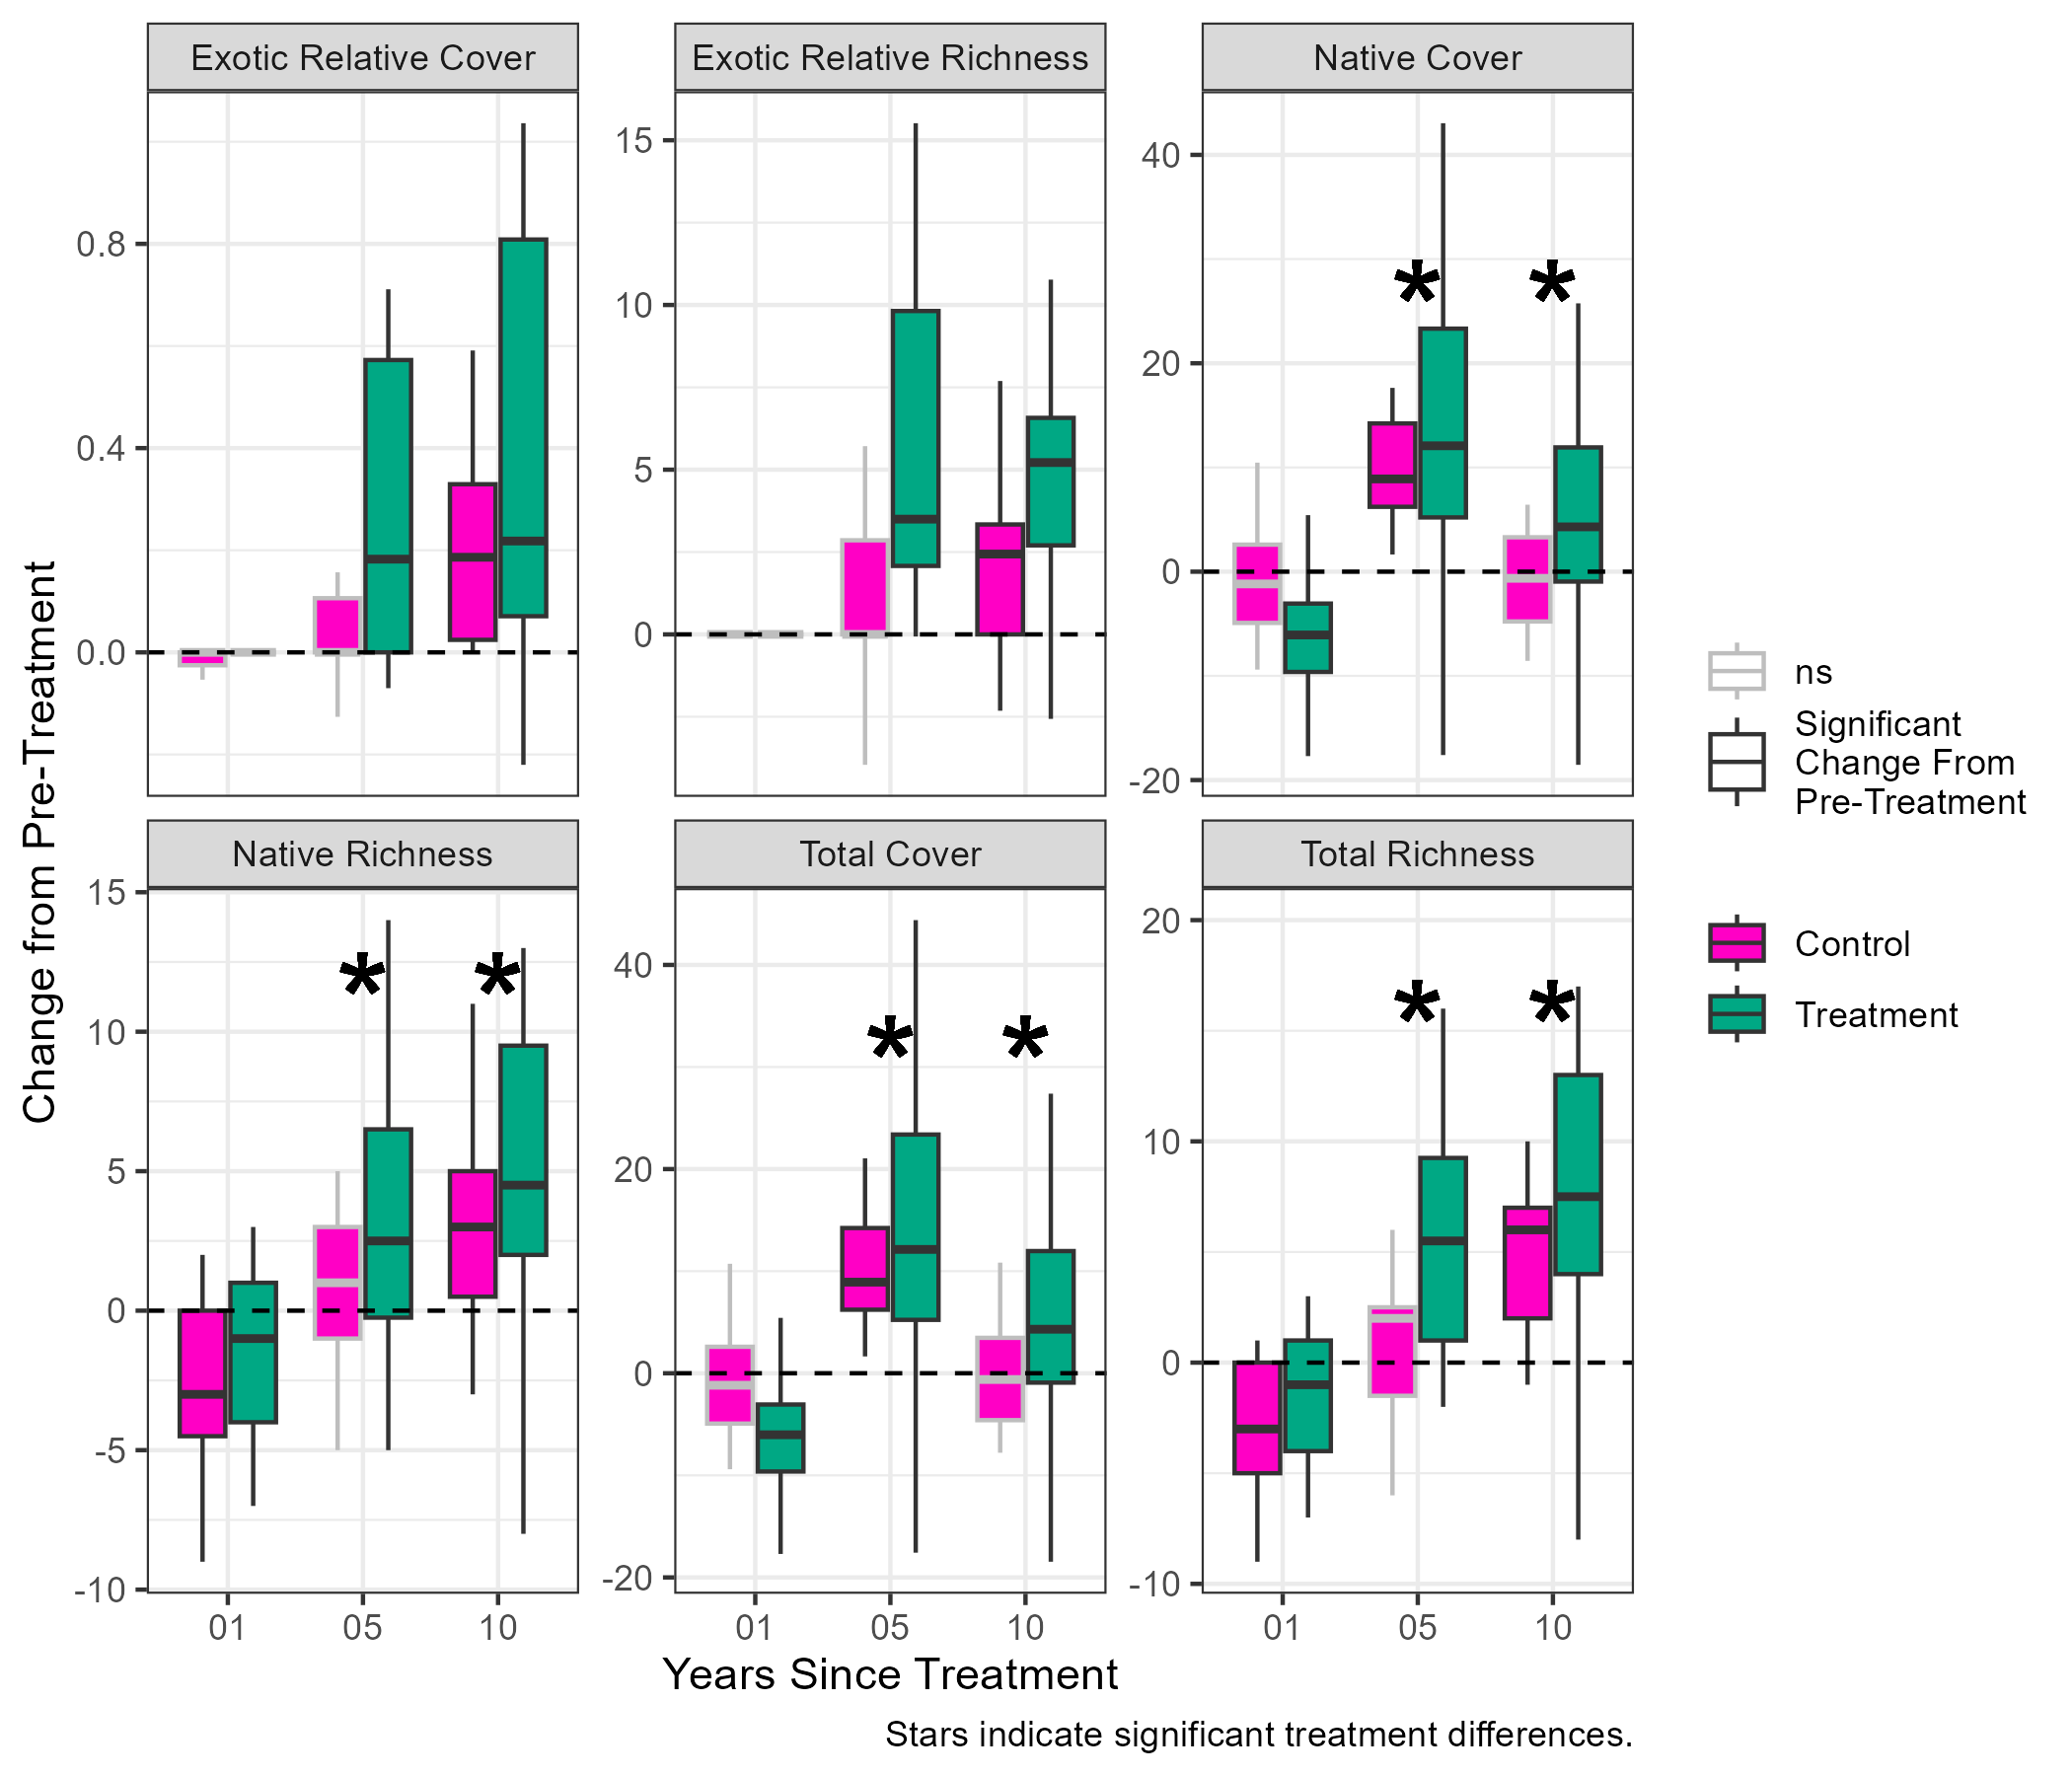 Exotic Relative Cover
Exotic Relative Richness
Native Cover
0.8
0.4
0.0
15
10
5
0
40
20
0
-20
Change from Pre-Treatment
Native Richness
Total Cover
Total Richness
15
10
5
0
-5
-10
40
20
0
-20
20
10
0
-10
*
*
*
*
*
*
*
*
01 05 10
01 05 10
01 05 10
Years Since Treatment
Stars indicate significant treatment differences.
ns
Significant
Change From
Pre-Treatment
Control
Treatment